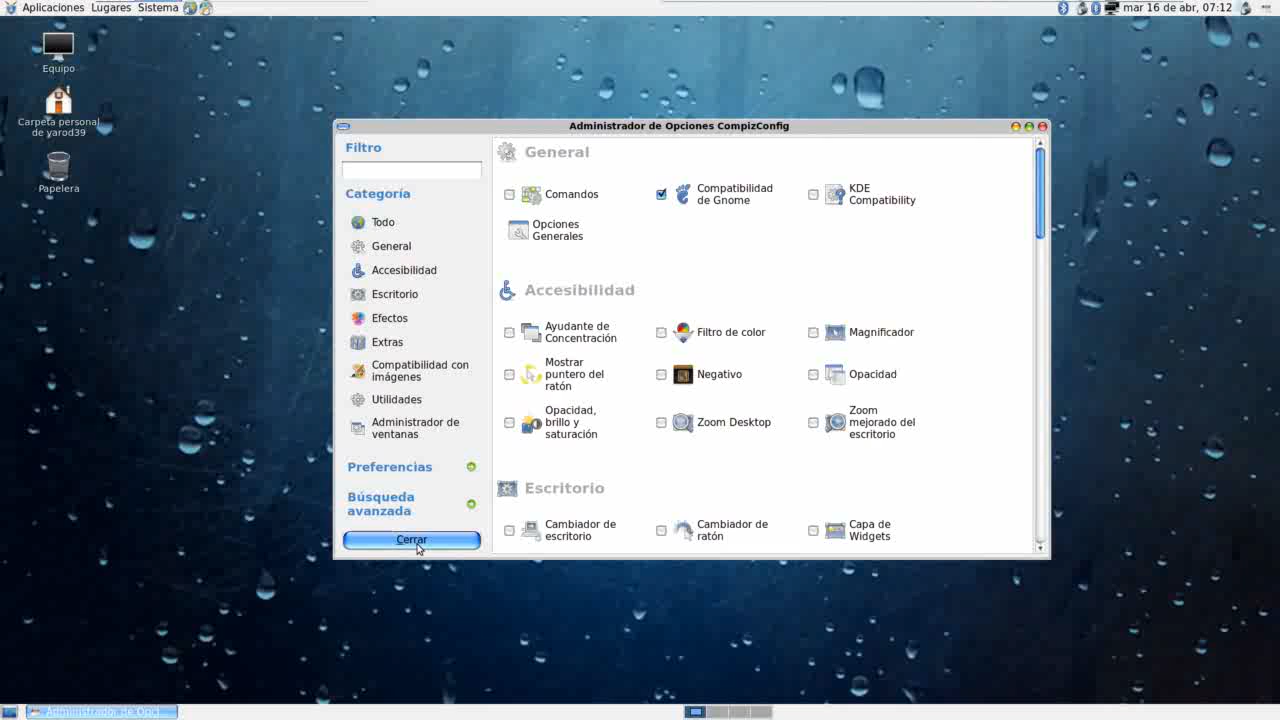 Aplicaciones Lugares Sistema
mar 16 de abr, 07:12
Equipo
Carpeta personal
de yarod39
Papelera
Administrador de Opciones CompizConfig
Filtro
Categoría
Todo
General
Accesibilidad
Escritorio
Efectos
Extras
Compatibilidad con
imágenes
Utilidades
Administrador de
ventanas
Preferencias
Búsqueda
avanzada
Cerrar
General
Comandos
Compatibilidad
de Gnome
KDE
Compatibility
Opciones
Generales
Accesibilidad
Ayudante de
Concentración
Filtro de color
Magnificador
Mostrar
puntero del
ratón
Negativo
Opacidad
Opacidad,
brillo y
saturación
Zoom Desktop
Zoom
mejorado del
escritorio
Escritorio
Cambiador de
escritorio
Cambiador de
ratón
Capa de
Widgets
Administrador de Opci...